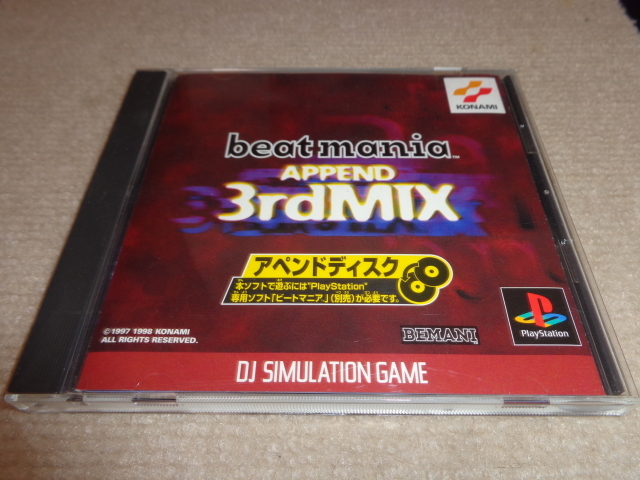 KONAMI
beatmania™
APPEND
3rdMIX
アペンドディスク
本ソフトで遊ぶには"PlayStation"
専用ソフト「ビートマニア」(別売)が必要です。
©1997 1998 KONAMI
ALL RIGHTS RESERVED.
BEMANI
PlayStation
DJ SIMULATION GAME